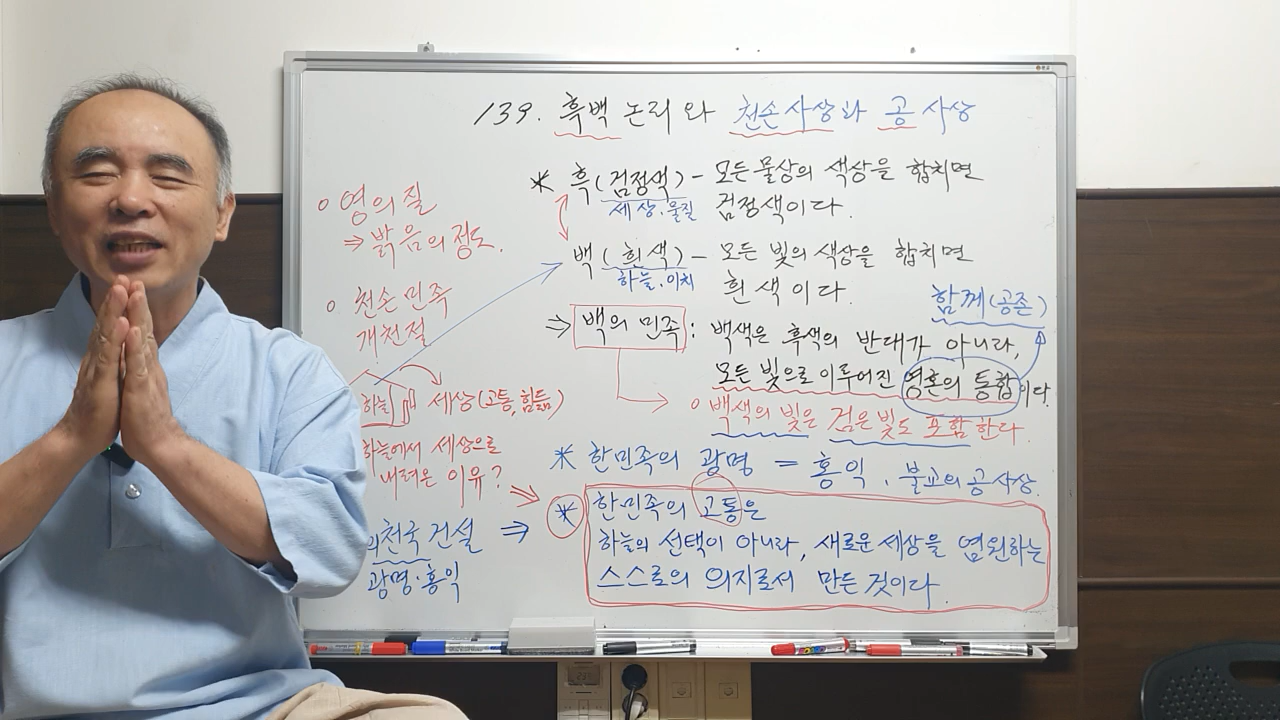 139. 흑백 논리와 천손사상과 공 사상
○ 영의 질
⇒ 밝음의 정도.
○ 천손 민족
개천절
하늘 세상(고통, 힘듦)
하늘에서 세상으로
내려온 이유?
의천국 건설 ⇒
광명·홍익
* 흑(검정색) - 모든물상의 색상을 합치면
세상·물질 검정색이다.
백(흰색) - 모든 빛의 색상을 합치면
하늘·이치 흰색이다.
함께(공존)
⇒ 백의 민족 : 백색은 흑색의 반대가 아니라,
모든 빛으로 이루어진 영혼의 통합이다.
○ 백색의 빛은 검은빛도 포함한다.
* 한민족의 광명 = 홍익, 불교의 공사상.
* 한민족의 고통은
하늘의 선택이 아니라, 새로운세상을 염원하는
스스로의 의지로서 만든 것이다.